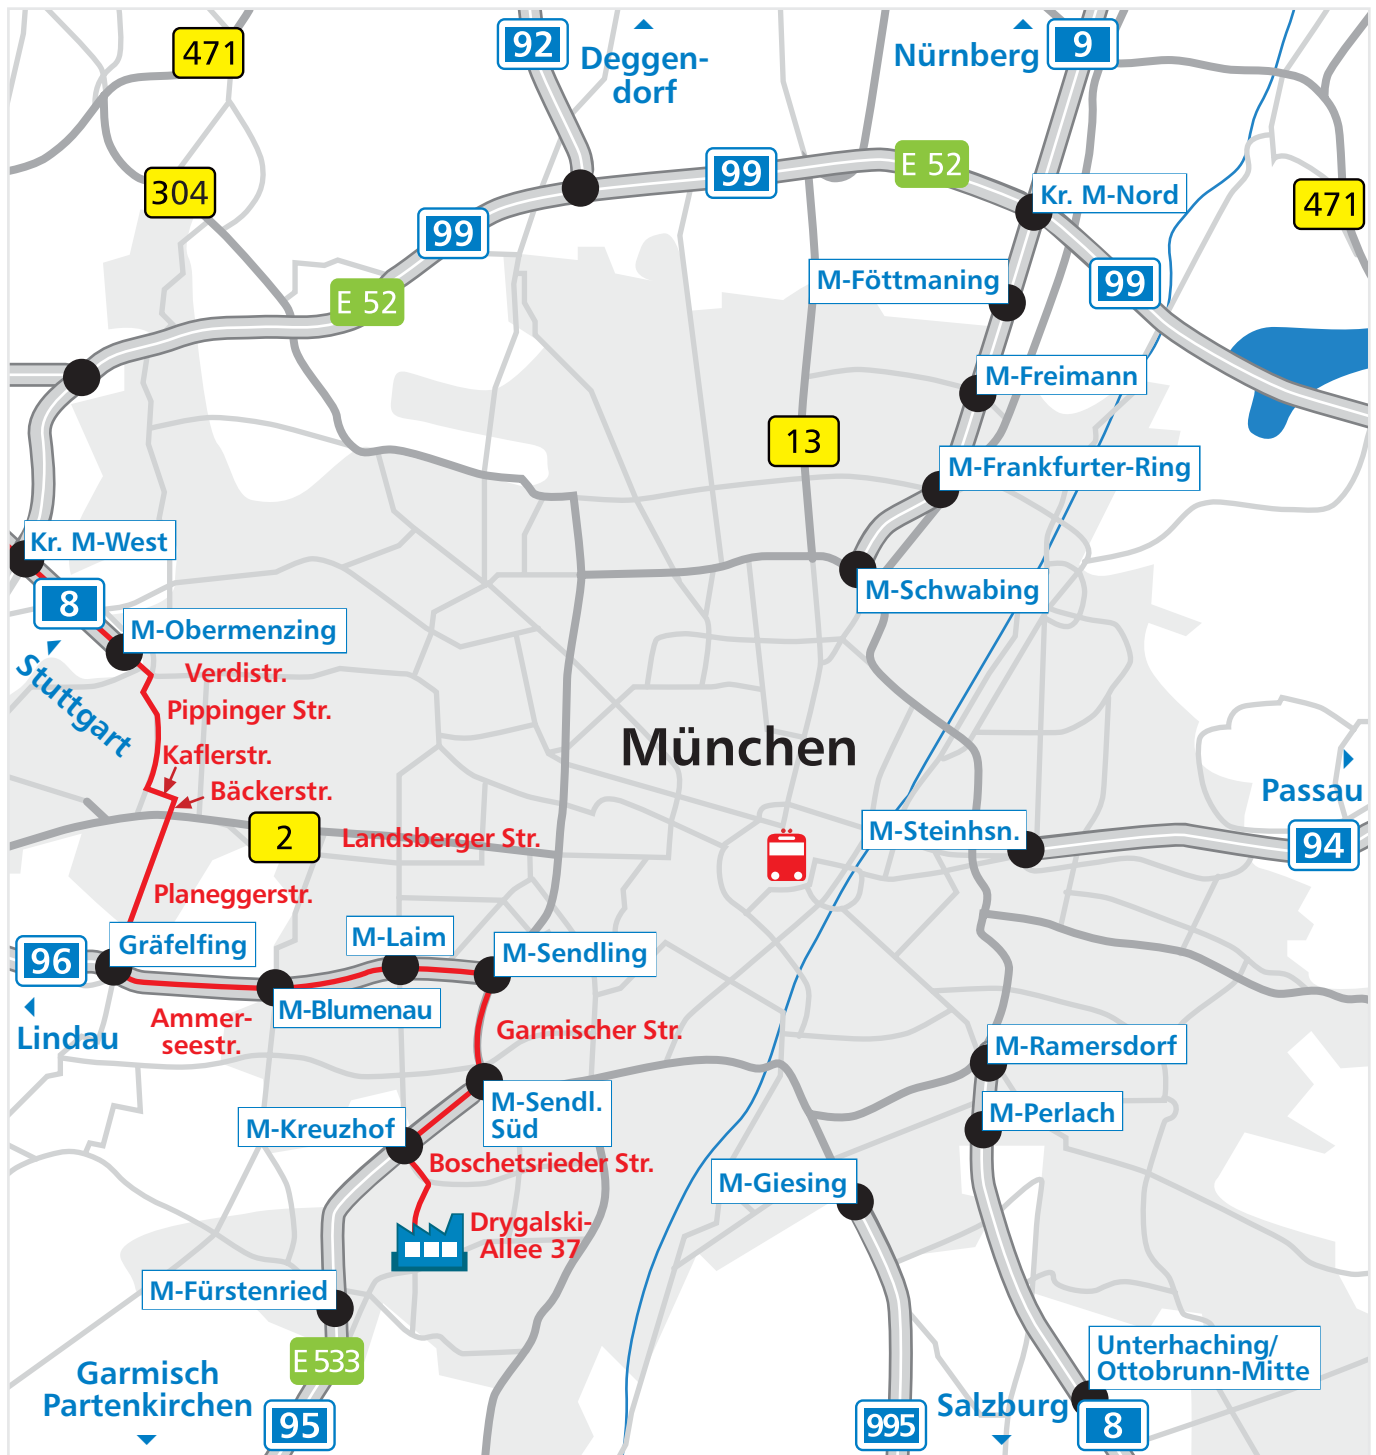 92
Deggen-
dorf
Nürnberg
9
471
99
E 52
304
Kr. M-Nord
471
99
M-Föttmaning
99
E 52
M-Freimann
13
M-Frankfurter-Ring
Kr. M-West
8
M-Schwabing
M-Obermenzing
Stuttgart
Verdistr.
Pippinger Str.
München
Kaflerstr.
Bäckerstr.
Passau
2
Landsberger Str.
M-Steinhsn.
94
Planeggerstr.
96
Gräfelfing
M-Laim
M-Sendling
M-Blumenau
Lindau
Ammer-
seestr.
Garmischer Str.
M-Ramersdorf
M-Kreuzhof
M-Sendl.
Süd
M-Perlach
Boschetsrieder Str.
M-Giesing
Drygalski-
Allee 37
M-Fürstenried
E 533
Unterhaching/
Ottobrunn-Mitte
Garmisch
Partenkirchen
95
995
Salzburg
8